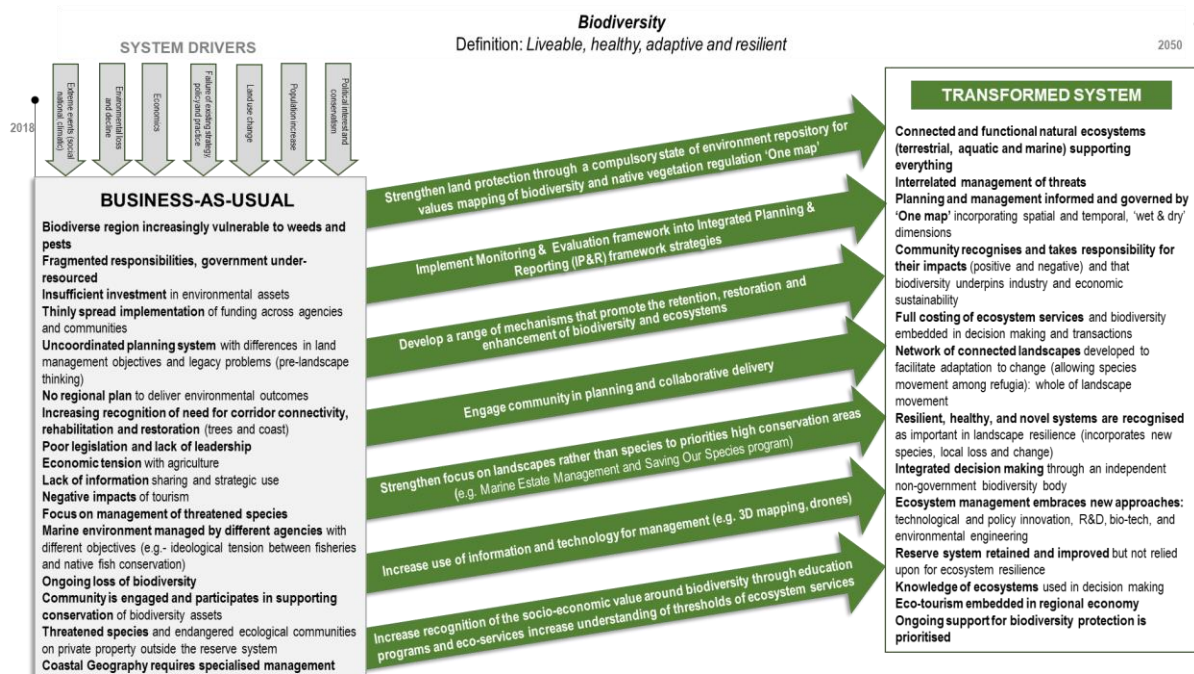 Biodiversity
Definition: Liveable, healthy, adaptive and resilient
SYSTEM DRIVERS
2050
2018
Extreme events (social
national, climatic)
Environmental loss
and decline
Economics
Failure of existing strategy,
policy and practice
Land use change
Population increase
Political interest and
conservatism
BUSINESS-AS-USUAL
Biodiverse region increasingly vulnerable to weeds and
pests
Fragmented responsibilities, government under-
resourced
Insufficient investment in environmental assets
Thinly spread implementation of funding across agencies
and communities
Uncoordinated planning system with differences in land
management objectives and legacy problems (pre-landscape
thinking)
No regional plan to deliver environmental outcomes
Increasing recognition of need for corridor connectivity,
rehabilitation and restoration (trees and coast)
Poor legislation and lack of leadership
Economic tension with agriculture
Lack of information sharing and strategic use
Negative impacts of tourism
Focus on management of threatened species
Marine environment managed by different agencies with
different objectives (e.g.- ideological tension between fisheries
and native fish conservation)
Ongoing loss of biodiversity
Community is engaged and participates in supporting
conservation of biodiversity assets
Threatened species and endangered ecological communities
on private property outside the reserve system
Coastal Geography requires specialised management
Strengthen land protection through a compulsory state of environment repository for
values mapping of biodiversity and native vegetation regulation ‘One map’
Implement Monitoring & Evaluation framework into Integrated Planning &
Reporting (IP&R) framework strategies
Develop a range of mechanisms that promote the retention, restoration and
enhancement of biodiversity and ecosystems
Engage community in planning and collaborative delivery
Strengthen focus on landscapes rather than species to priorities high conservation areas
(e.g. Marine Estate Management and Saving Our Species program)
Increase use of information and technology for management (e.g. 3D mapping, drones)
Increase recognition of the socio-economic value around biodiversity through education
programs and eco-services increase understanding of thresholds of ecosystem services
TRANSFORMED SYSTEM
Connected and functional natural ecosystems
(terrestrial, aquatic and marine) supporting
everything
Interrelated management of threats
Planning and management informed and governed by
‘One map’ incorporating spatial and temporal, ‘wet & dry’
dimensions
Community recognises and takes responsibility for
their impacts (positive and negative) and that
biodiversity underpins industry and economic
sustainability
Full costing of ecosystem services and biodiversity
embedded in decision making and transactions
Network of connected landscapes developed to
facilitate adaptation to change (allowing species
movement among refugia): whole of landscape
movement
Resilient, healthy, and novel systems are recognised
as important in landscape resilience (incorporates new
species, local loss and change)
Integrated decision making through an independent
non-government biodiversity body
Ecosystem management embraces new approaches:
technological and policy innovation, R&D, bio-tech, and
environmental engineering
Reserve system retained and improved but not relied
upon for ecosystem resilience
Knowledge of ecosystems used in decision making
Eco-tourism embedded in regional economy
Ongoing support for biodiversity protection is
prioritised